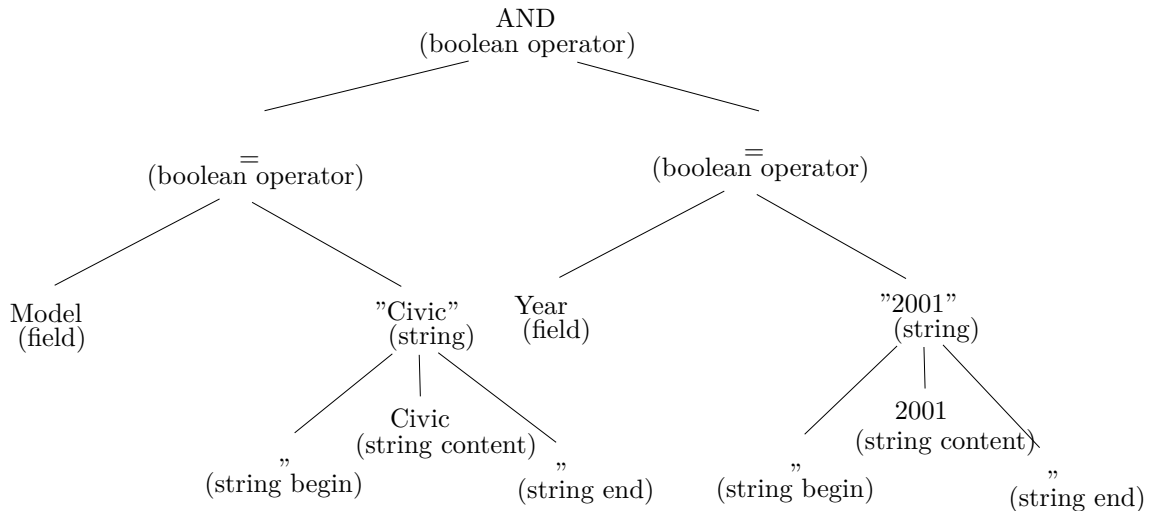 AND
(boolean operator)
=
(boolean operator)
=
(boolean operator)
Model
(field)
”Civic"
(string)
Year
(field)
”2001”
(string)
Civic
(string content)
2001
(string content)
”
(string begin)
”
(string end)
”
(string begin)
”
(string end)